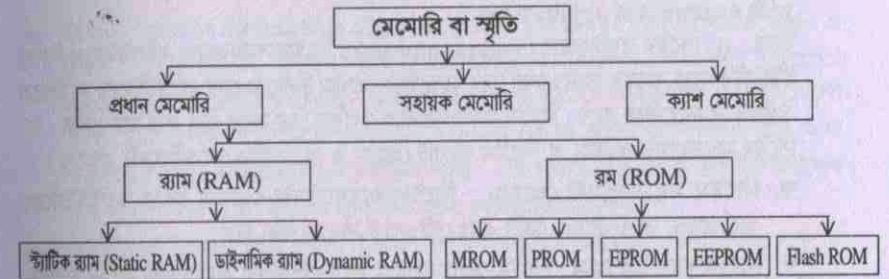 মেমোরি বা স্মৃতি
প্রধান মেমোরি সহায়ক মেমোরি ক্যাশ মেমোরি
র‍্যাম (RAM) রম (ROM)
স্ট্যাটিক র‍্যাম (Static RAM) ডাইনামিক র‍্যাম (Dynamic RAM) MROM PROM EPROM EEPROM Flash ROM